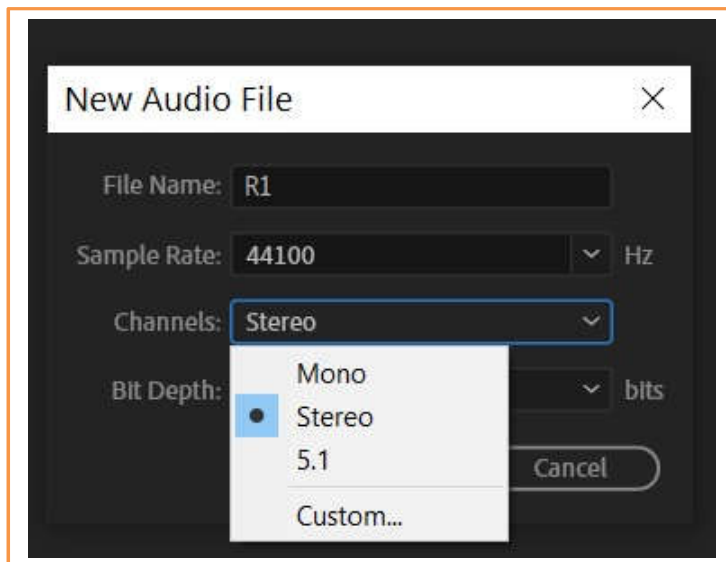 New Audio File
File Name: R1
Sample Rate: 44100 Hz
Channels: Stereo
Mono
Bit Depth: bits
Stereo
5.1
Cancel
Custom...